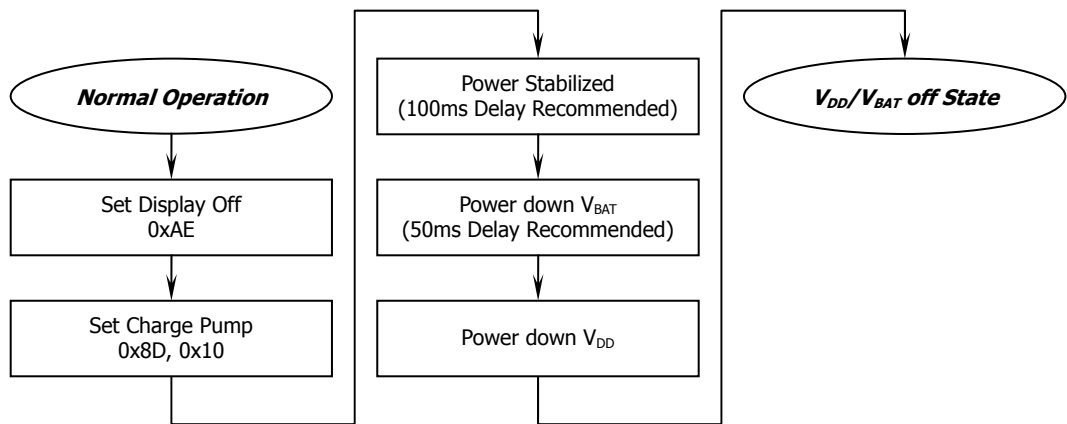 Normal Operation
Set Display Off
0xAE
Set Charge Pump
0x8D, 0x10
Power Stabilized
(100ms Delay Recommended)
Power down VBAT
(50ms Delay Recommended)
Power down VDD
VDD/VBAT off State